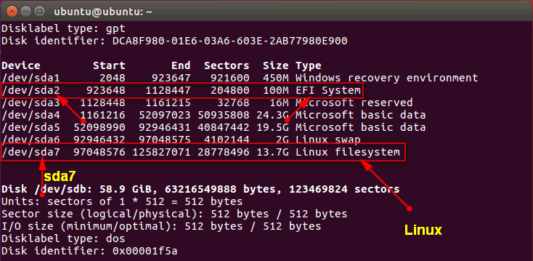 ubuntu@ubuntu: ~
Disklabel type: gpt
Disk identifier: DCA8F980-01E6-03A6-603E-2AB77980E900
Device Start End Sectors Size Type
/dev/sda1 2048 923647 921600 450M Windows recovery environment
/dev/sda2 923648 1128447 204800 100M EFI System
/dev/sda3 1128448 1161215 32768 16M Microsoft reserved
/dev/sda4 1161216 52097023 50935808 24.3G Microsoft basic data
/dev/sda5 52098990 92946431 40847442 19.5G Microsoft basic data
/dev/sda6 92946432 97048575 4102144 2G Linux swap
/dev/sda7 97048576 125827071 28778496 13.7G Linux filesystem
sda7
Disk /dev/sdb: 58.9 GiB, 63216549888 bytes, 123469824 sectors
Units: sectors of 1 * 512 = 512 bytes
Sector size (logical/physical): 512 bytes / 512 bytes
I/O size (minimum/optimal): 512 bytes / 512 bytes
Linux
Disklabel type: dos
Disk identifier: 0x00001f5a